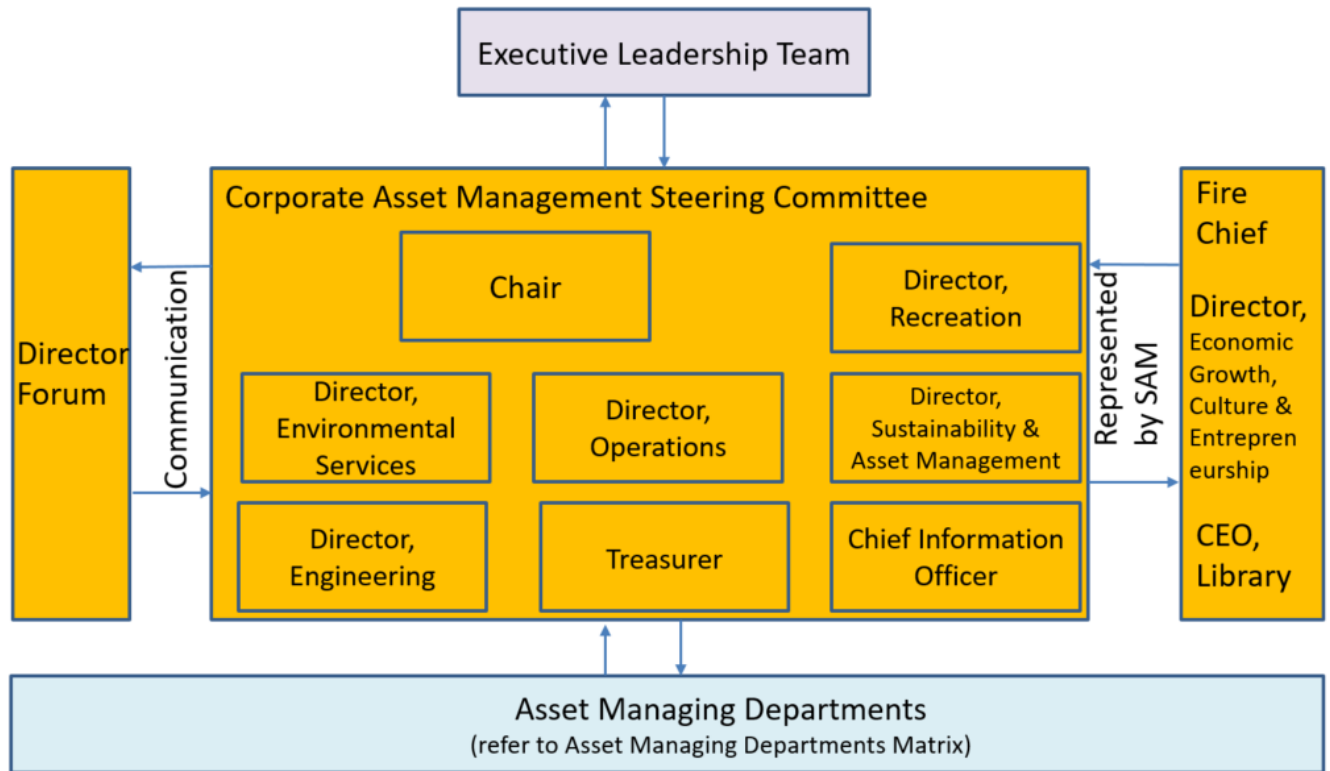 Executive Leadership Team
Director
Forum
Communication
Corporate Asset Management Steering Committee
Chair
Director,
Recreation
Director,
Environmental
Services
Director,
Operations
Director,
Sustainability &
Asset Management
Director,
Engineering
Treasurer
Chief Information
Officer
Represented
by SAM
Fire
Chief
Director,
Economic
Growth,
Culture &
Entrepren
eurship
CEO,
Library
Asset Managing Departments
(refer to Asset Managing Departments Matrix)